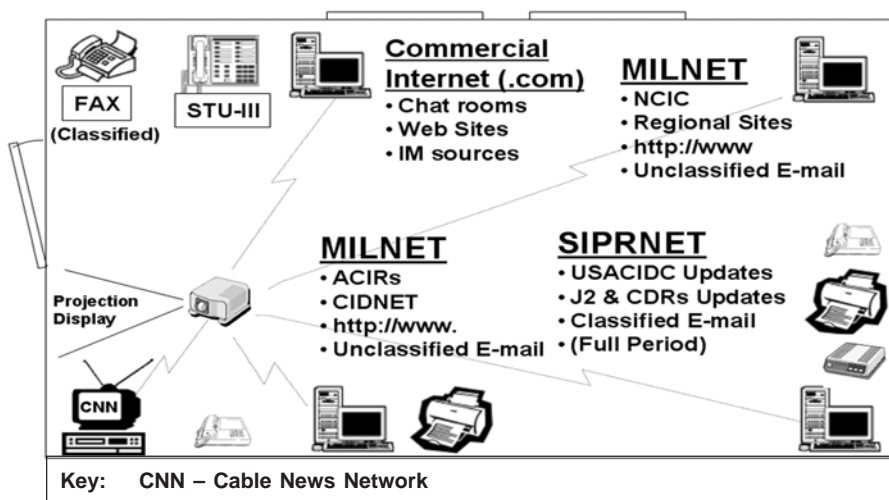 FAX
(Classified)
STU-III
Commercial
Internet (.com)
• Chat rooms
• Web Sites
• IM sources
MILNET
• NCIC
• Regional Sites
• http://www
• Unclassified E-mail
MILNET
• ACIRs
• CIDNET
• http://www.
• Unclassified E-mail
SIPRNET
• USACIDC Updates
• J2 & CDRs Updates
• Classified E-mail
• (Full Period)
Projection
Display
CNN
Key: CNN – Cable News Network